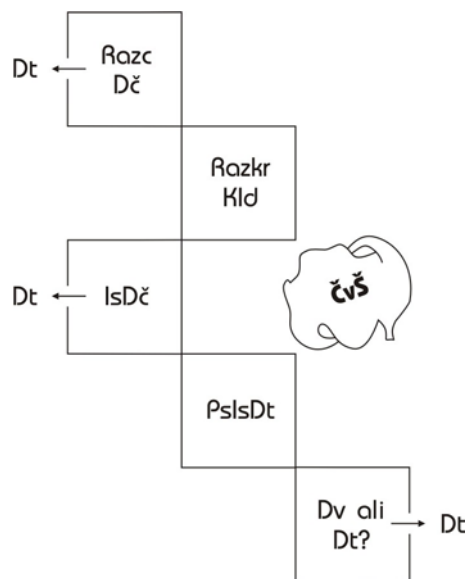 Dt
Razc
Dč
Razkr
Kld
Dt
IsDč
ČvŠ
PsIsDt
Dv ali
Dt?
Dt